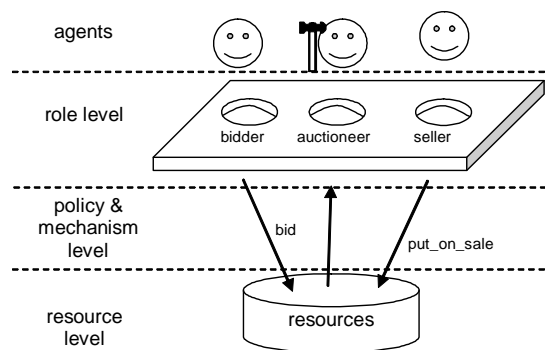 agents
role level
bidder
auctioneer
seller
policy &
mechanism
level
bid
put_on_sale
resource
level
resources